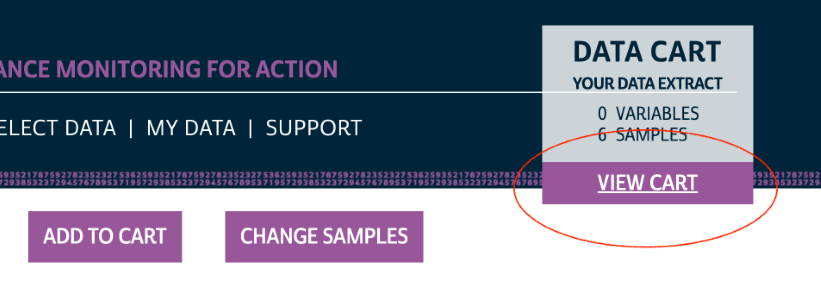 DATA CART
YOUR DATA EXTRACT
ANCE MONITORING FOR ACTION
0 VARIABLES
6 SAMPLES
ELECT DATA | MY DATA | SUPPORT
VIEW CART
ADD TO CART
CHANGE SAMPLES